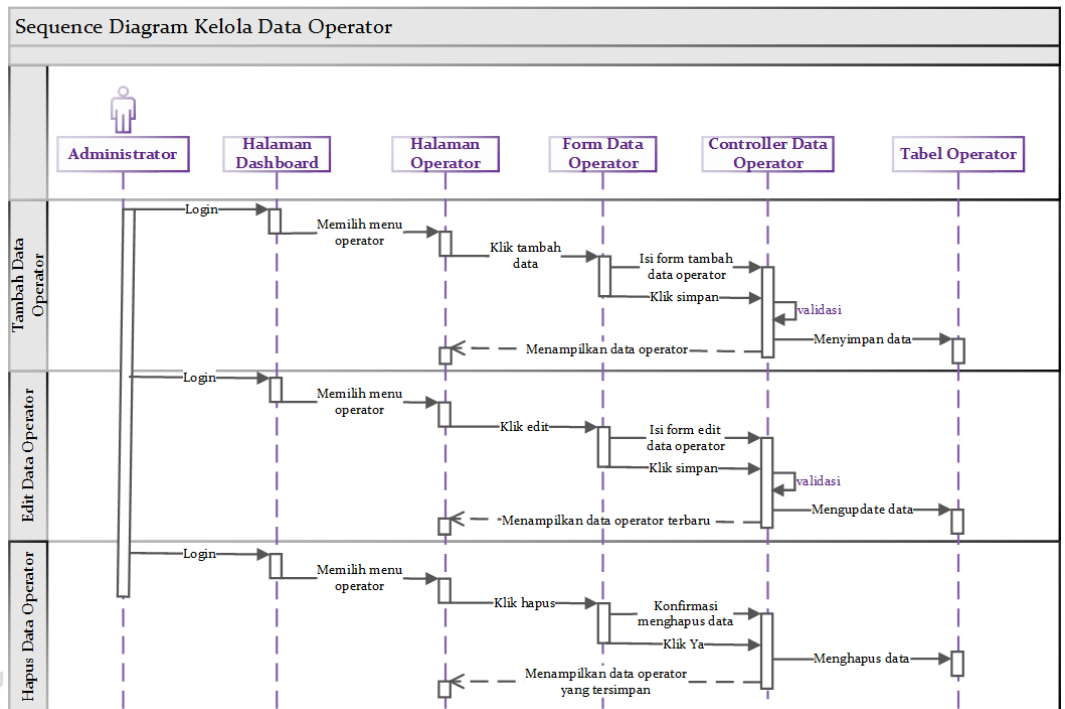 Sequence Diagram Kelola Data Operator
Administrator
Halaman
Dashboard
Halaman
Operator
Form Data
Operator
Controller Data
Operator
Tabel Operator
Tambah Data
Operator
Login
Memilih menu
operator
Klik tambah
data
Isi form tambah
data operator
Klik simpan
validasi
Menyimpan data
Menampilkan data operator
Edit Data Operator
Login
Memilih menu
operator
Klik edit
Isi form edit
data operator
Klik simpan
validasi
Mengupdate data
Menampilkan data operator terbaru
Hapus Data Operator
Login
Memilih menu
operator
Klik hapus
Konfirmasi
menghapus data
Klik Ya
Menghapus data
Menampilkan data operator
yang tersimpan